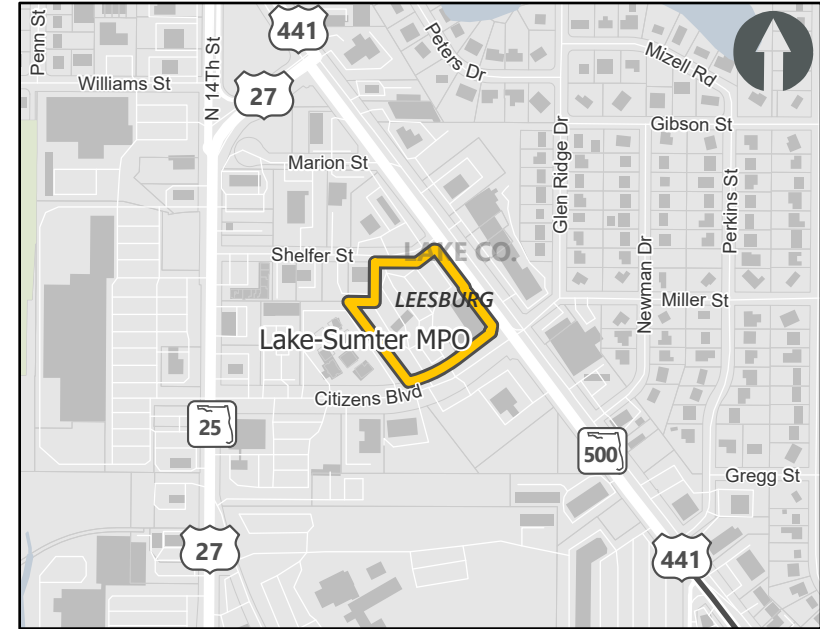 441
Penn St
N 14Th St
Peters Dr
Mizell Rd
Williams St
27
Gibson St
Marion St
Glen Ridge Dr
Perkins St
Shelfer St
LAKE CO.
Newman Dr
LEESBURG
Miller St
Lake-Sumter MPO
Citizens Blvd
25
500
Gregg St
27
441